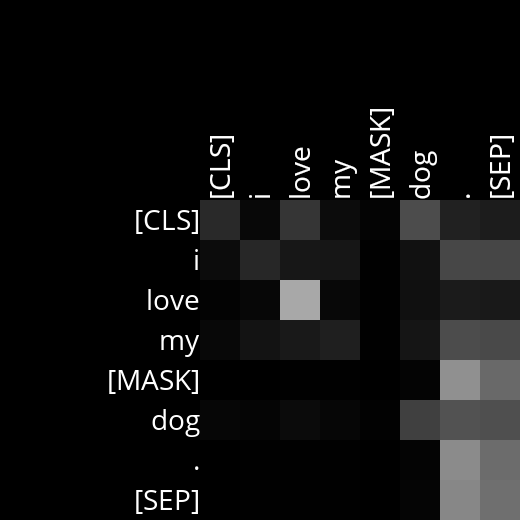 [CLS] i love my [MASK] dog . [SEP]
[CLS]
i
love
my
[MASK]
dog
.
[SEP]